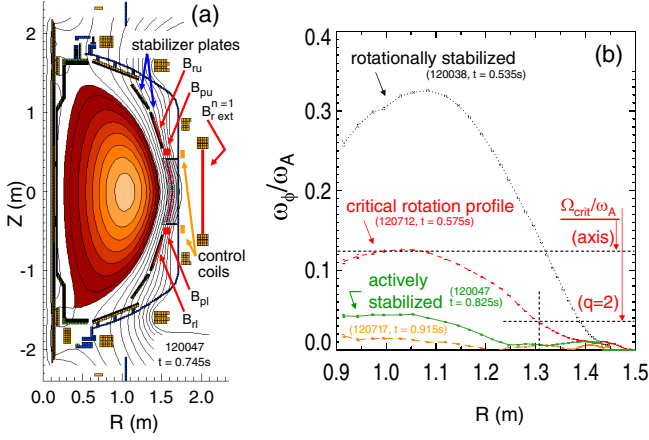 (a)
stabilizer plates
B_ru
B_pu
B_r ext^n = 1
control
coils
B_pl
B_rl
120047
t = 0.745s
Z (m)
2
1
0
-1
-2
0.0 0.5 1.0 1.5 2.0
R (m)
(b)
rotationally stabilized
(120038, t = 0.535s)
critical rotation profile
(120712, t = 0.575s)
Ω_crit/ω_A
(axis)
actively
stabilized
(120047
t = 0.825s)
(q=2)
(120717, t = 0.915s)
ω_ϕ/ω_A
0.4
0.3
0.2
0.1
0.0
0.9 1.0 1.1 1.2 1.3 1.4 1.5
R (m)